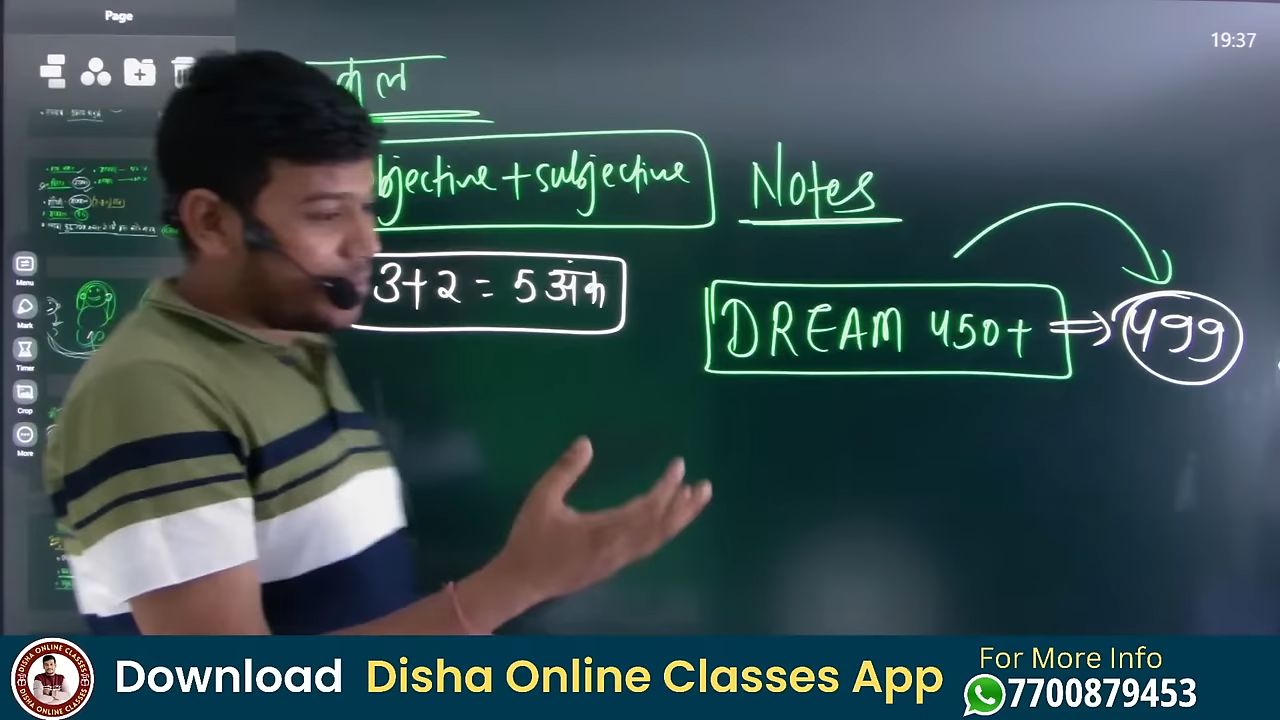 Page
19:37
bjective + subjective
Notes
3+2 = 5 अंक
DREAM 450+ ⇒ 499
Menu
Mark
Timer
Crop
More
DISHA ONLINE CLASSES
Download Disha Online Classes App
For More Info
7700879453